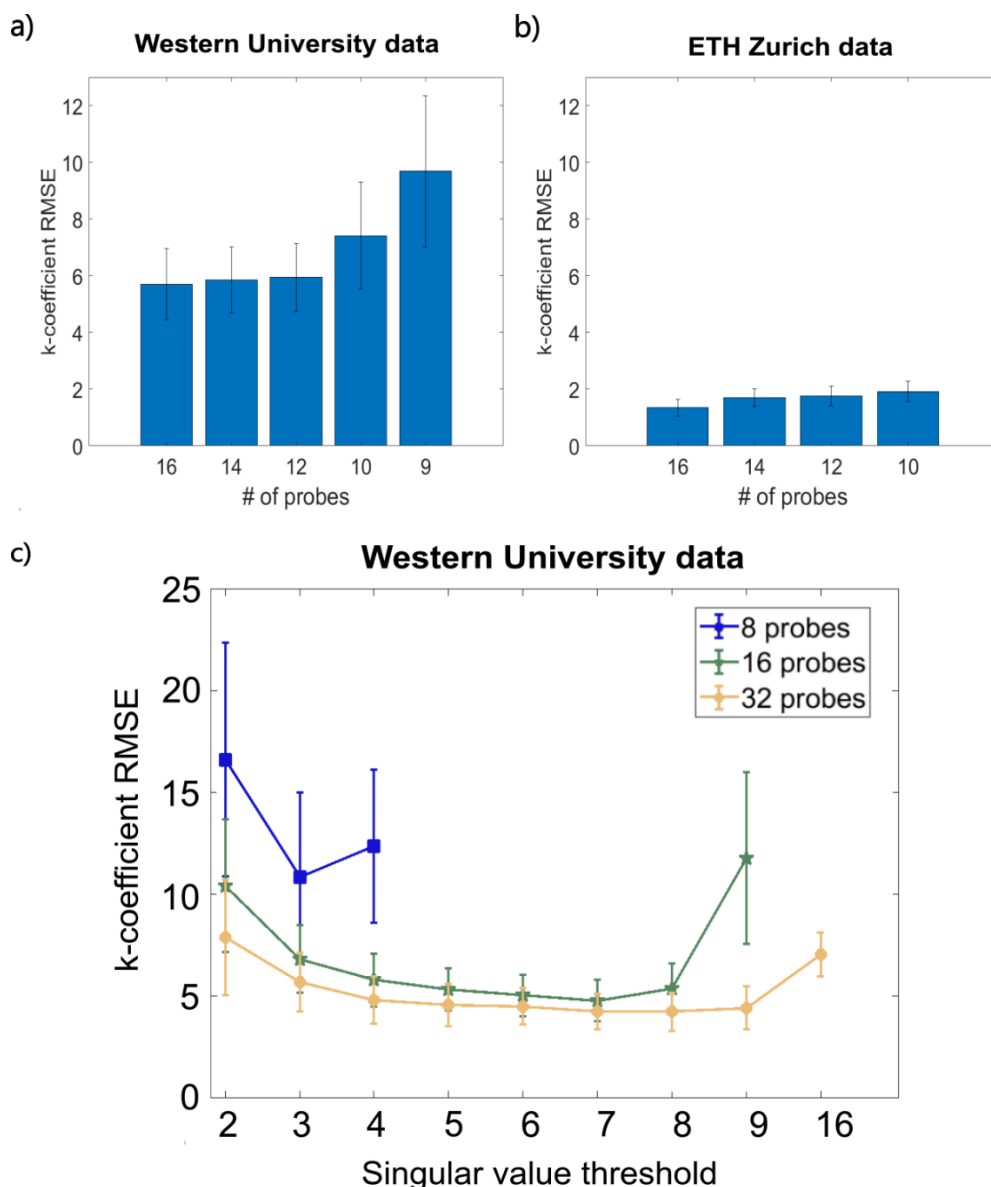 a)
Western University data
k-coefficient RMSE
12
10
8
6
4
2
0
16 14 12 10 9
# of probes
b)
ETH Zurich data
k-coefficient RMSE
12
10
8
6
4
2
0
16 14 12 10
# of probes
c)
Western University data
k-coefficient RMSE
25
20
15
10
5
0
8 probes
16 probes
32 probes
2 3 4 5 6 7 8 9 16
Singular value threshold